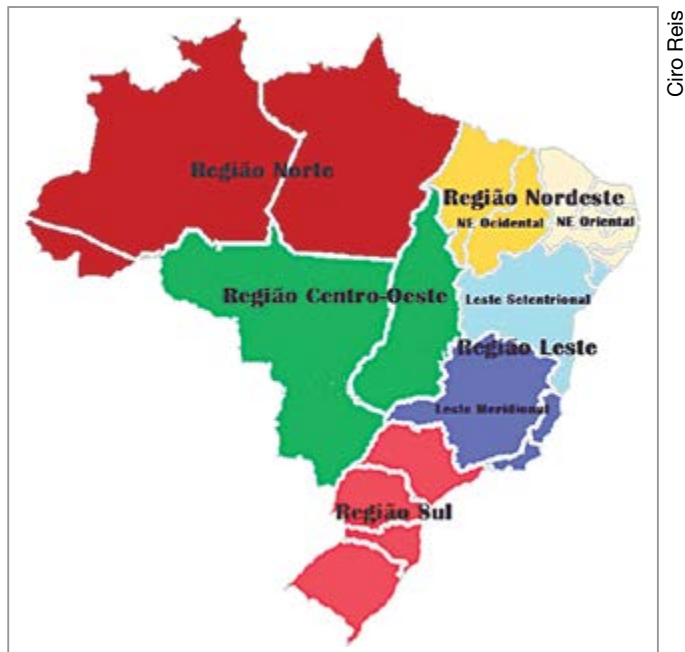 Ciro Reis
Região Norte
Região Nordeste
NE Ocidental NE Oriental
Região Centro-Oeste
Leste Setentrional
Região Leste
Leste Meridional
Região Sul